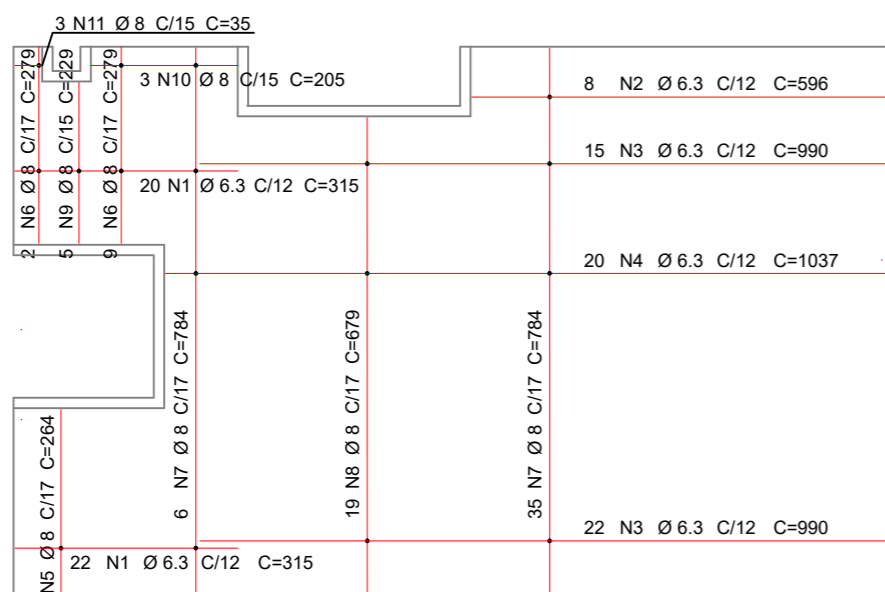 3 N11 Ø 8 C/15 C=35
3 N10 Ø 8 C/15 C=205
8 N2 Ø 6.3 C/12 C=596
15 N3 Ø 6.3 C/12 C=990
20 N1 Ø 6.3 C/12 C=315
20 N4 Ø 6.3 C/12 C=1037
2 N6 Ø 8 C/17 C=279
5 N9 Ø 8 C/15 C=229
9 N6 Ø 8 C/17 C=279
N5 Ø 8 C/17 C=264
6 N7 Ø 8 C/17 C=784
19 N8 Ø 8 C/17 C=679
35 N7 Ø 8 C/17 C=784
22 N3 Ø 6.3 C/12 C=990
22 N1 Ø 6.3 C/12 C=315